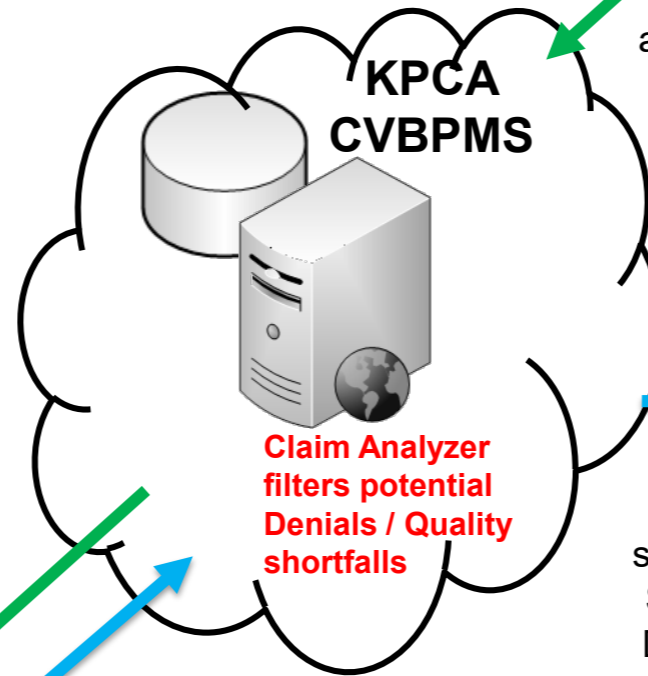 a
KPCA
CVBPMS
Claim Analyzer
filters potential
Denials / Quality
shortfalls
s